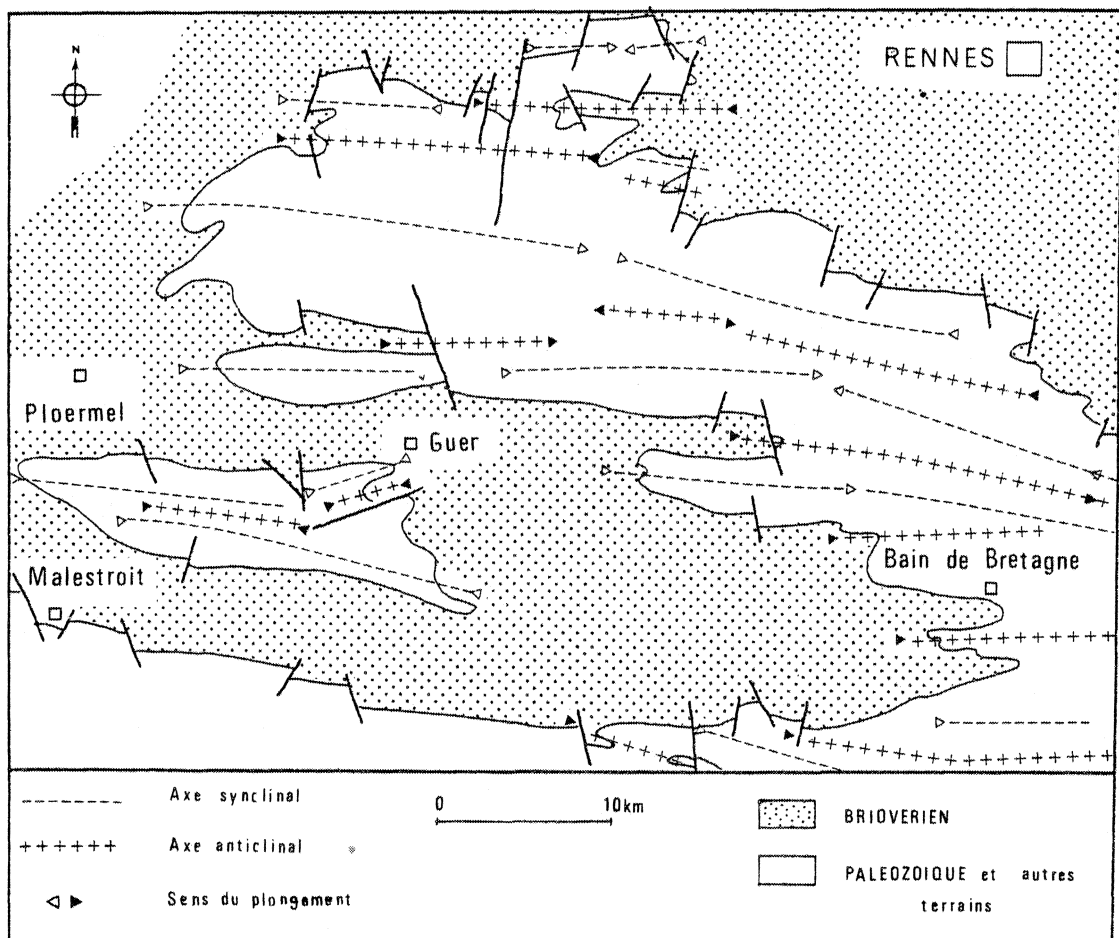 N
RENNES
Ploermel
Guer
Malestroit
Bain de Bretagne
Axe synclinal
Axe anticlinal
Sens du plongement
0 10km
BRIOVERIEN
PALEOZOIQUE et autres
terrains